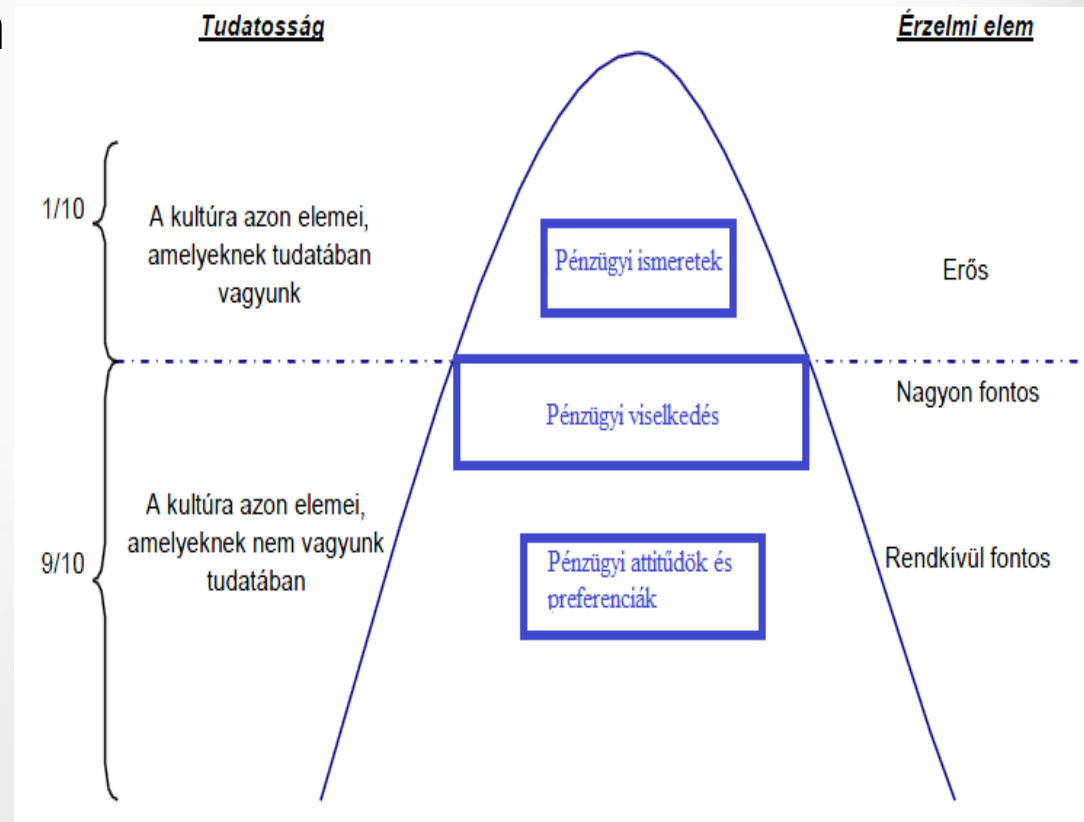 Tudatosság
Érzelmi elem
1/10
A kultúra azon elemei,
amelyeknek tudatában
vagyunk
Pénzügyi ismeretek
Erős
Nagyon fontos
Pénzügyi viselkedés
9/10
A kultúra azon elemei,
amelyeknek nem vagyunk
tudatában
Pénzügyi attitűdök és
preferenciák
Rendkívül fontos